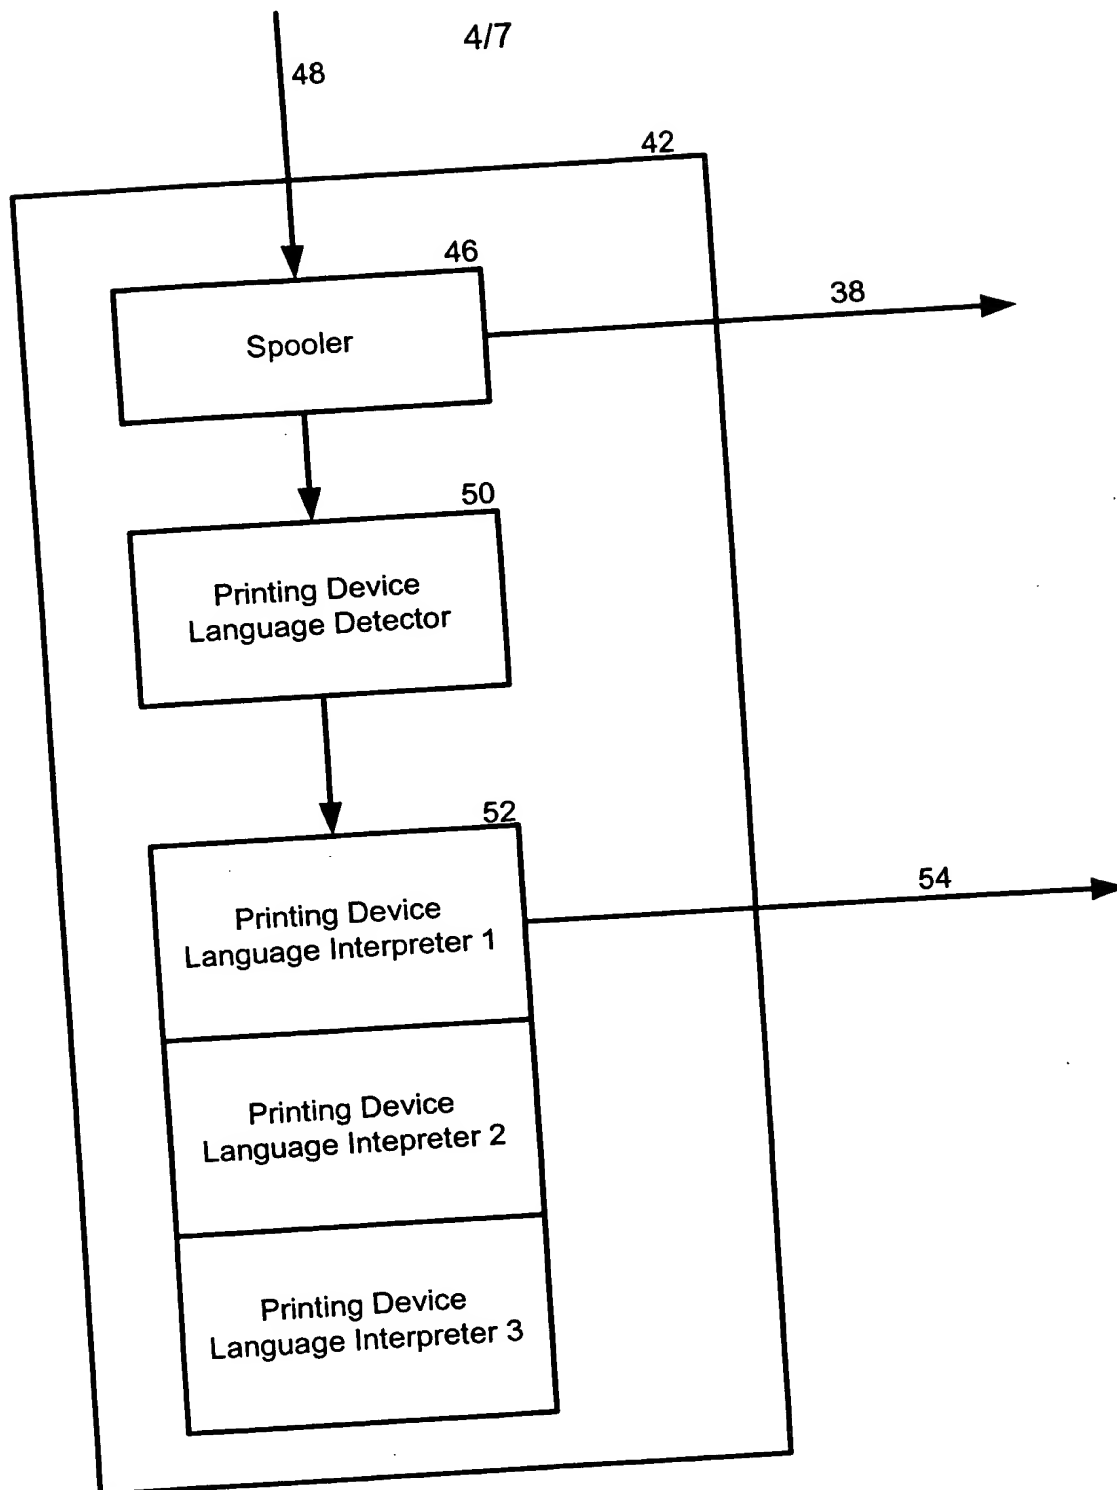 4/7
48
42
46
Spooler
38
50
Printing Device
Language Detector
52
Printing Device
Language Interpreter 1
54
Printing Device
Language Intepreter 2
Printing Device
Language Interpreter 3